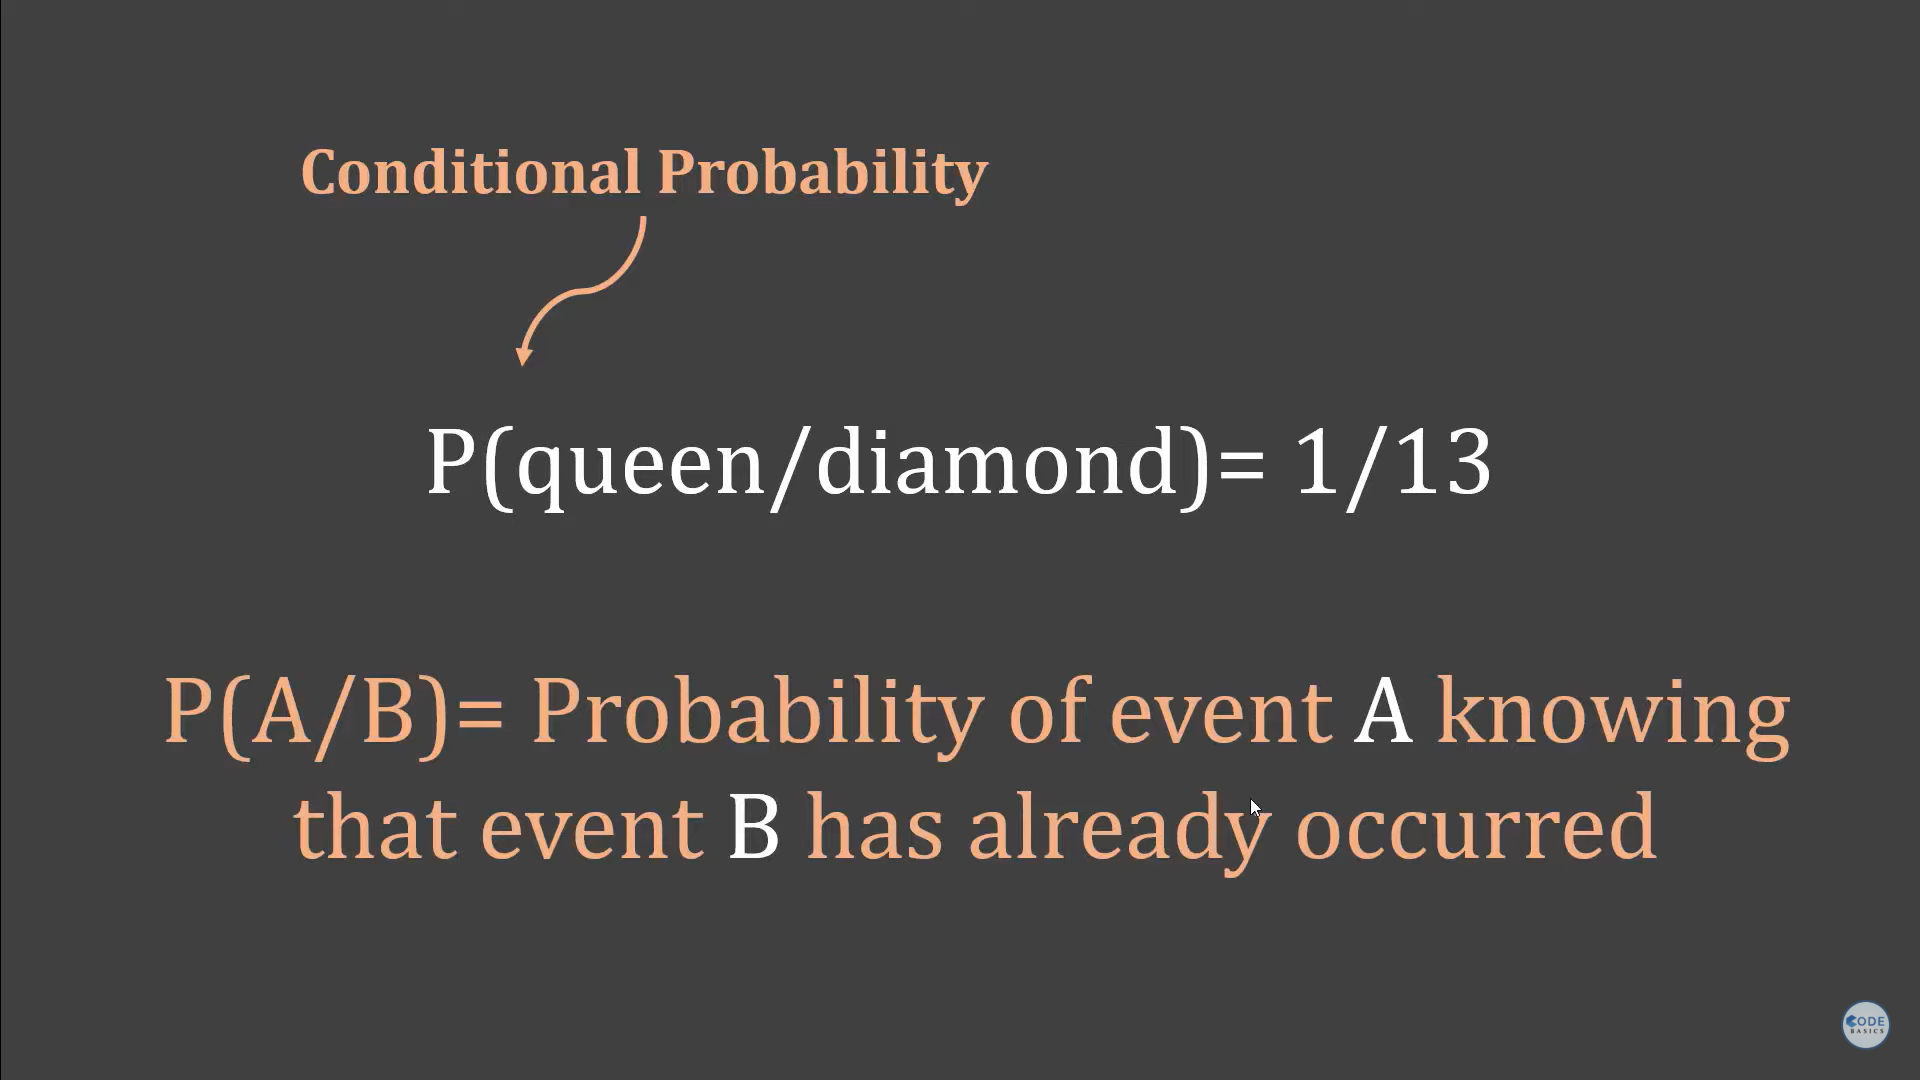 Conditional Probability
P(queen/diamond)= 1/13
P(A/B)= Probability of event A knowing
that event B has already occurred
CODE
BASICS